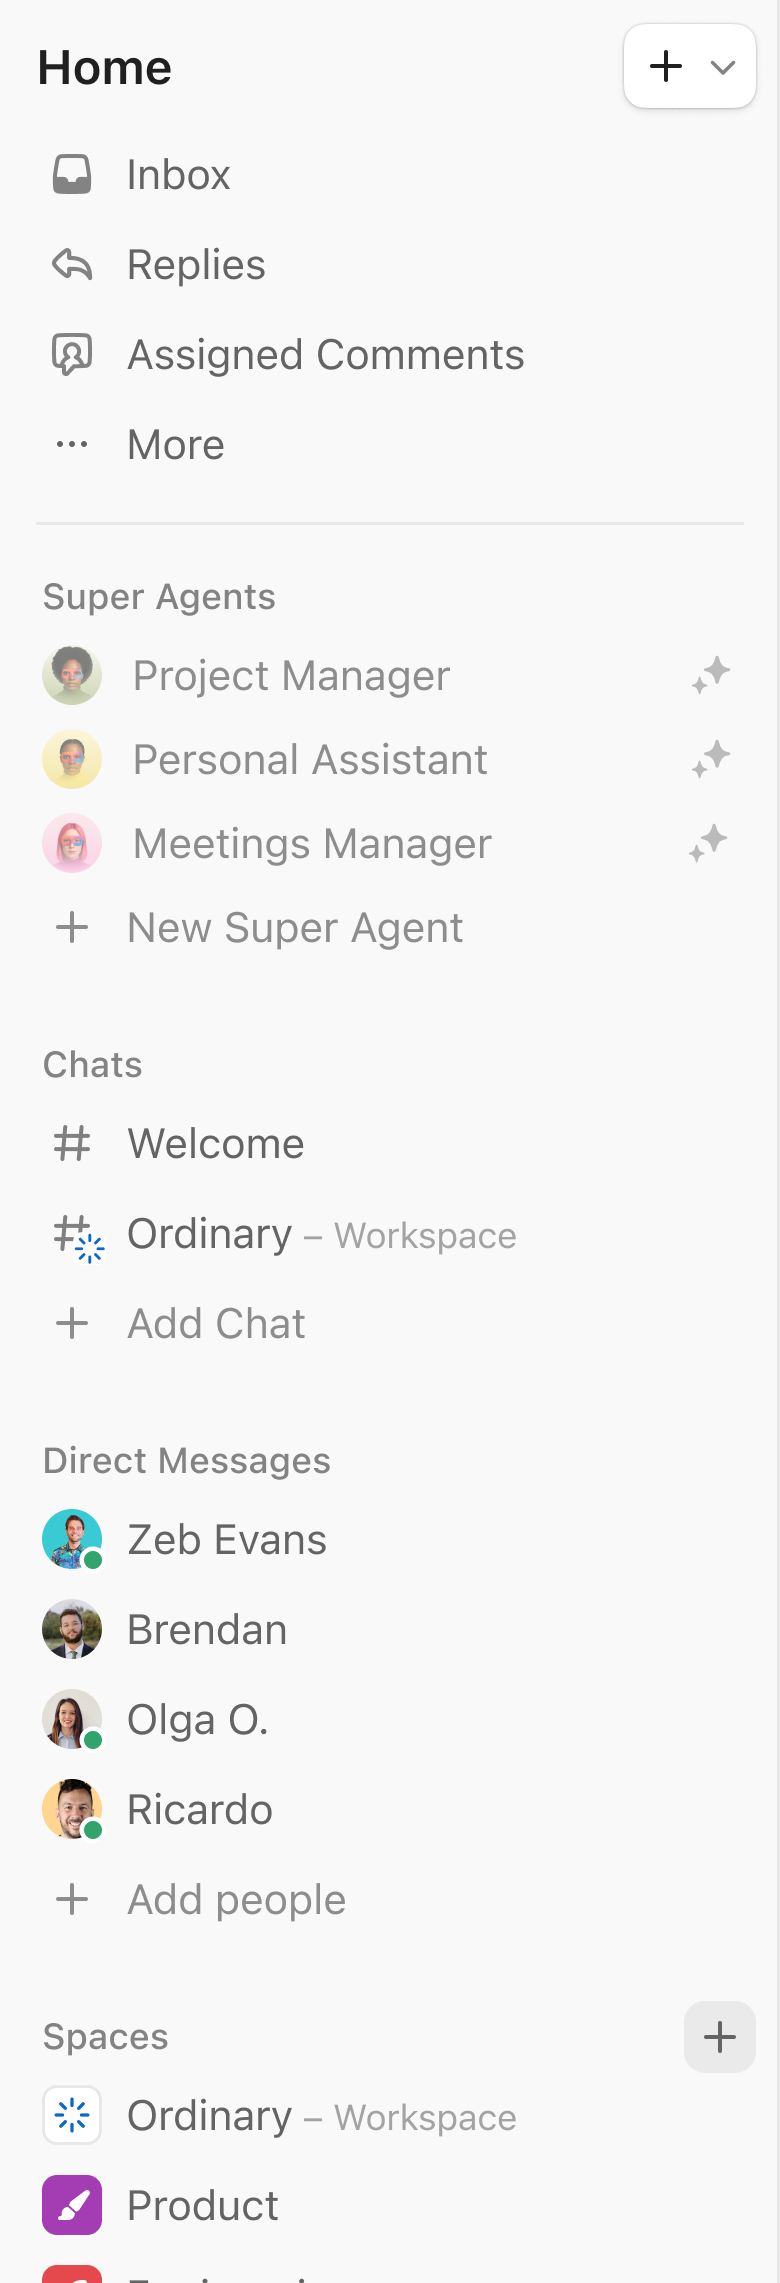 Home
Inbox
Replies
Assigned Comments
More
Super Agents
Project Manager
Personal Assistant
Meetings Manager
New Super Agent
Chats
Welcome
Ordinary – Workspace
Add Chat
Direct Messages
Zeb Evans
Brendan
Olga O.
Ricardo
Add people
Spaces
Ordinary – Workspace
Product